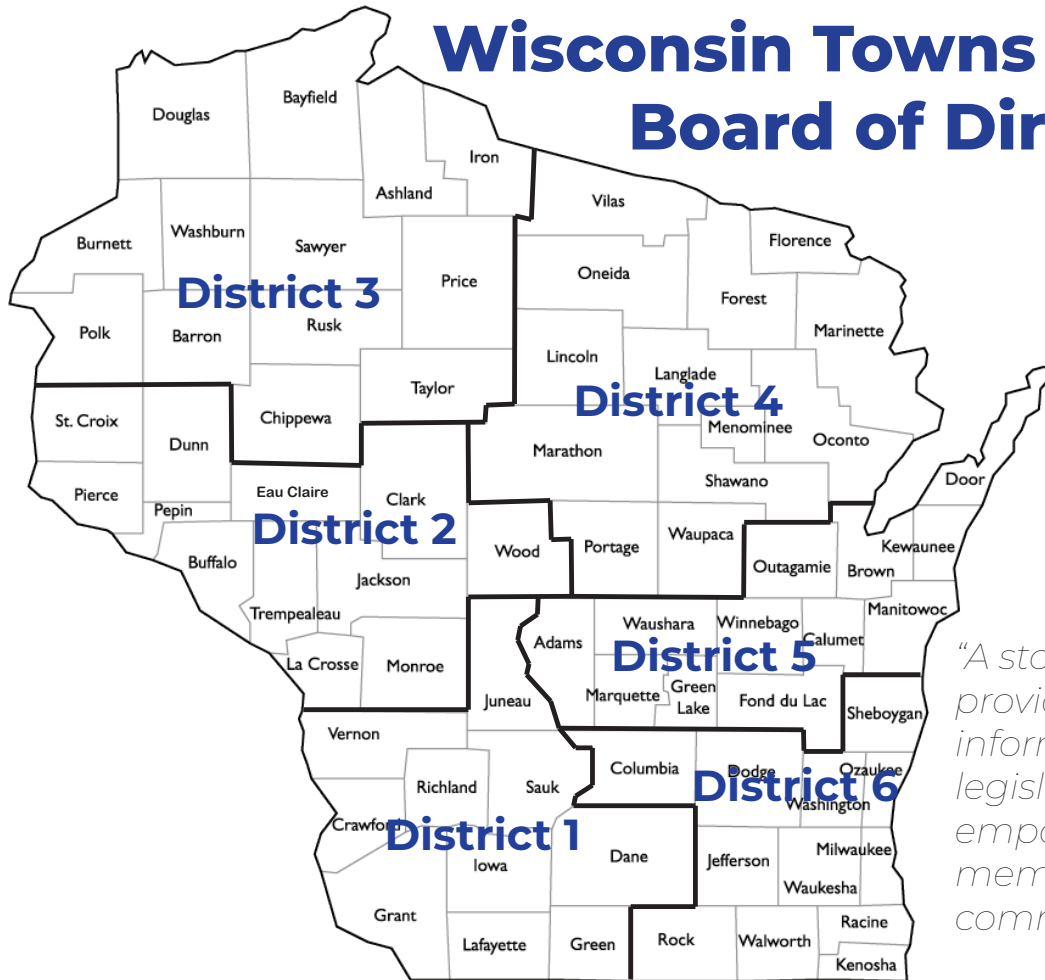 Wisconsin Towns
Board of Dir
Douglas
Bayfield
Iron
Ashland
Vilas
Burnett
Washburn
Sawyer
Price
Florence
Oneida
Forest
District 3
Polk
Barron
Rusk
Marinette
Lincoln
Langlade
Taylor
District 4
Chippewa
St. Croix
Dunn
Menominee
Oconto
Marathon
Shawano
Door
Pierce
Pepin
Eau Claire
Clark
District 2
Wood
Portage
Waupaca
Outagamie
Brown
Kewaunee
Buffalo
Jackson
Trempealeau
Manitowoc
La Crosse
Monroe
Adams
Waushara
Winnebago
Calumet
District 5
Juneau
Marquette
Green
Lake
Fond du Lac
Sheboygan
Vernon
Columbia
Dodge
Ozaukee
District 6
Washington
Richland
Sauk
Crawford
District 1
Iowa
Dane
Jefferson
Milwaukee
Waukesha
Grant
Lafayette
Green
Rock
Walworth
Racine
Kenosha
“A sta
provid
inform
legisl
empo
mem
comm